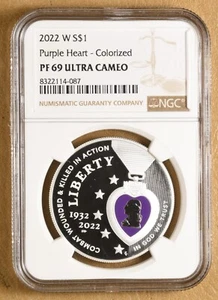 2022 W S$1
Purple Heart - Colorized
PF 69 ULTRA CAMEO
8322114-087
NUMISMATIC GUARANTY COMPANY
NGC
COMBAT WOUNDED & KILLED IN ACTION
LIBERTY
1932
2022
IN GOD WE TRUST